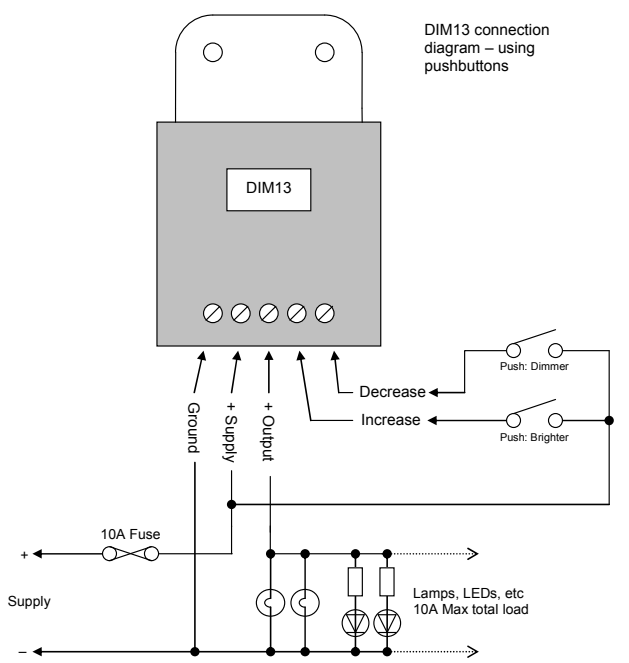 DIM13 connection
diagram – using
pushbuttons
DIM13
Push: Dimmer
Decrease
Increase
Push: Brighter
Ground
+ Supply
+ Output
10A Fuse
+
Supply
Lamps, LEDs, etc
10A Max total load
–